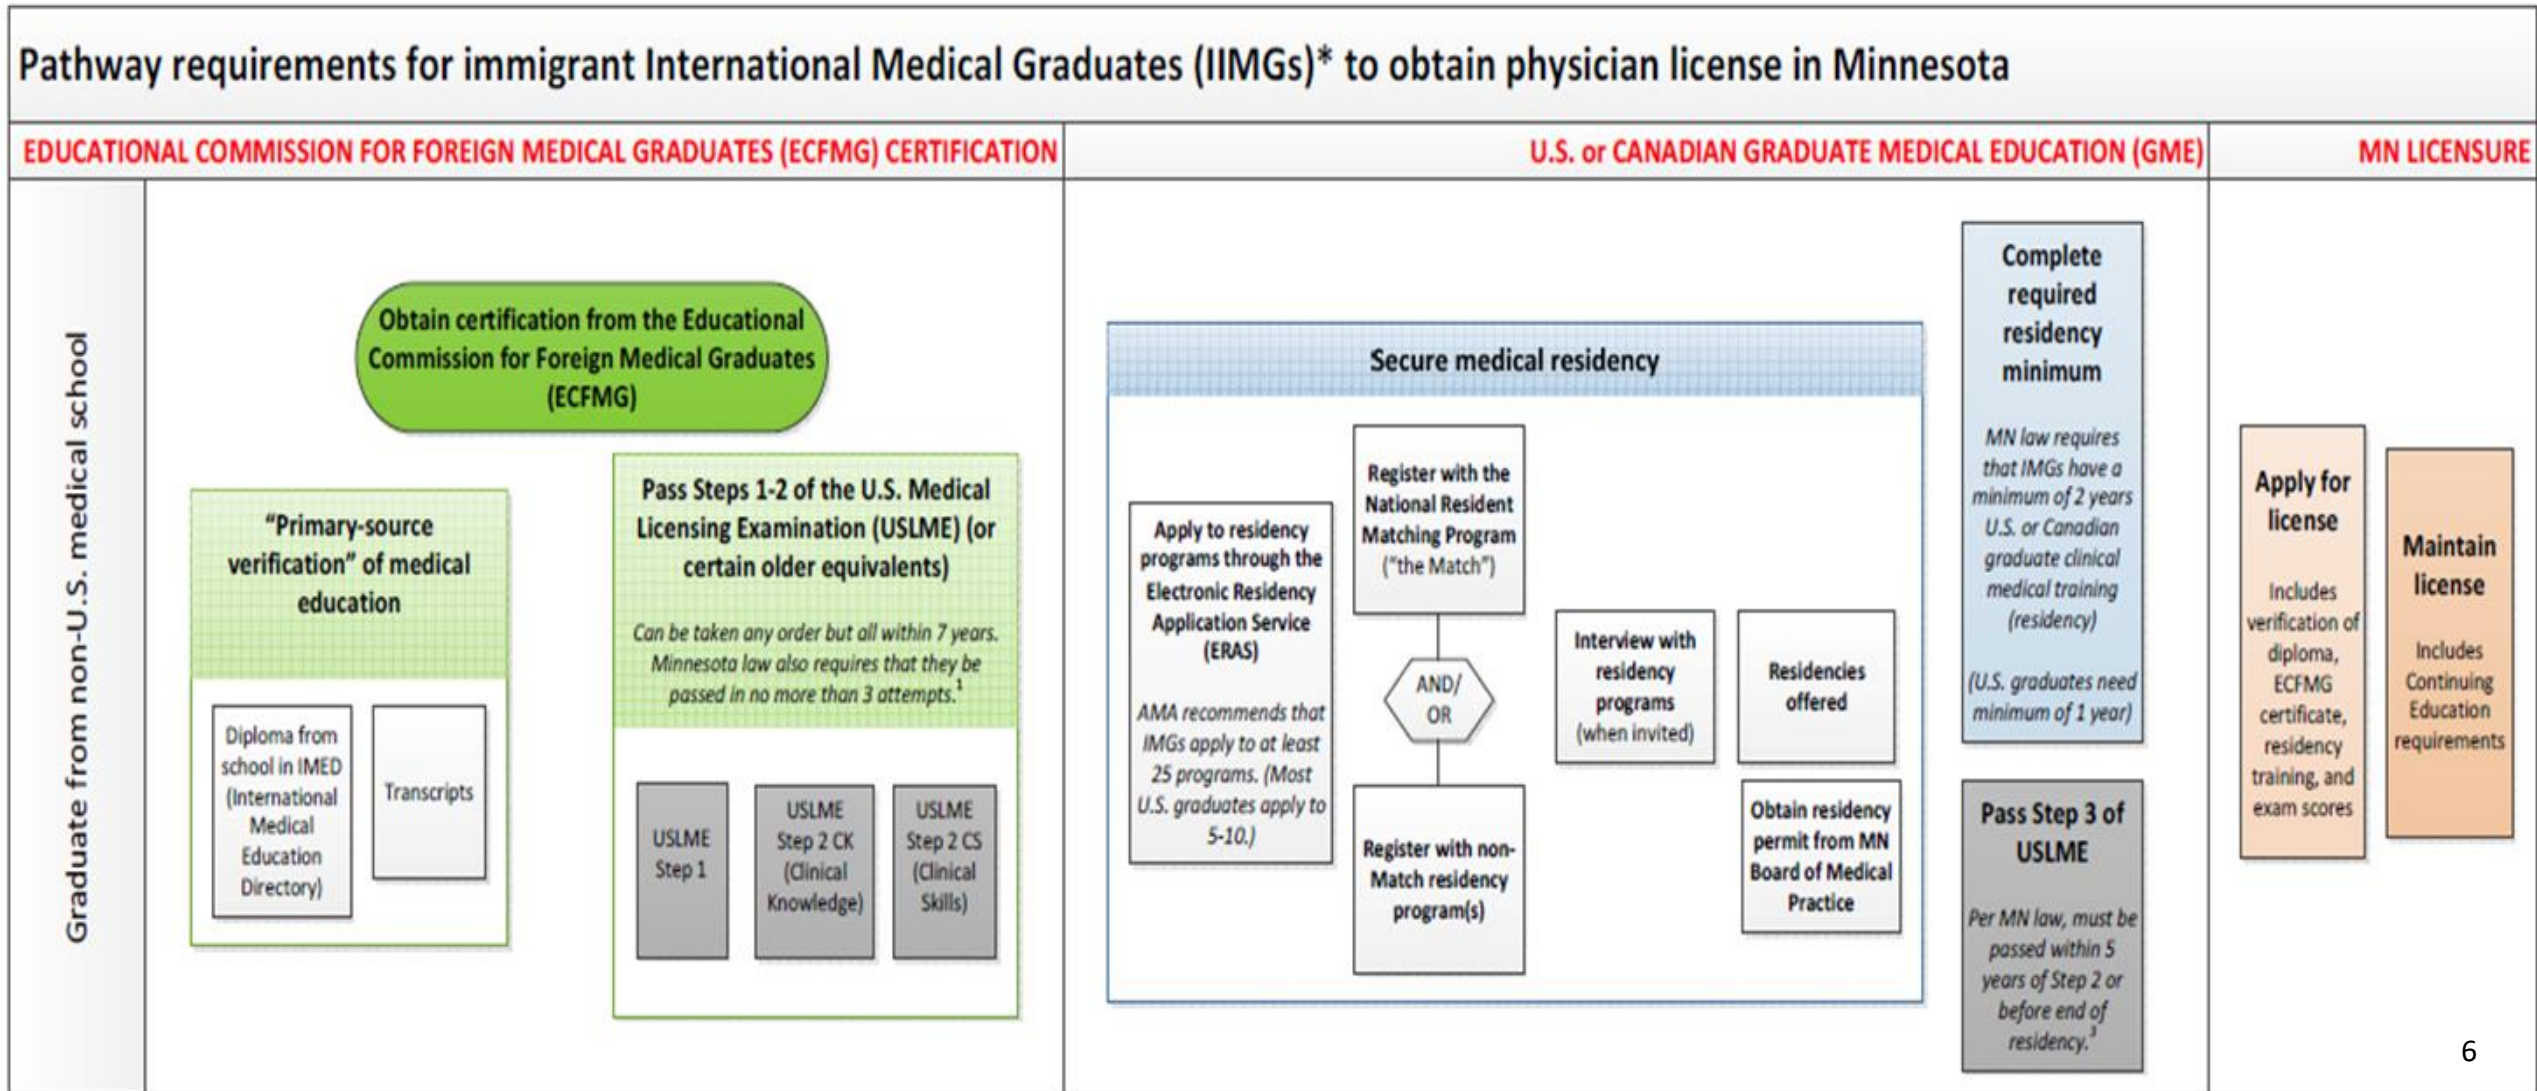 Pathway requirements for immigrant International Medical Graduates (IIMGs)* to obtain physician license in Minnesota
EDUCATIONAL COMMISSION FOR FOREIGN MEDICAL GRADUATES (ECFMG) CERTIFICATION
U.S. or CANADIAN GRADUATE MEDICAL EDUCATION (GME)
MN LICENSURE
Graduate from non-U.S. medical school
Obtain certification from the Educational
Commission for Foreign Medical Graduates
(ECFMG)
“Primary-source
verification” of medical
education
Diploma from
school in IMED
(International
Medical
Education
Directory)
Transcripts
Pass Steps 1-2 of the U.S. Medical
Licensing Examination (USLME) (or
certain older equivalents)
Can be taken any order but all within 7 years.
Minnesota law also requires that they be
passed in no more than 3 attempts.¹
USLME
Step 1
USLME
Step 2 CK
(Clinical
Knowledge)
USLME
Step 2 CS
(Clinical
Skills)
Secure medical residency
Apply to residency
programs through the
Electronic Residency
Application Service
(ERAS)
AMA recommends that
IMGs apply to at least
25 programs. (Most
U.S. graduates apply to
5-10.)
Register with the
National Resident
Matching Program
(“the Match”)
AND/
OR
Register with non-
Match residency
program(s)
Interview with
residency
programs
(when invited)
Residencies
offered
Obtain residency
permit from MN
Board of Medical
Practice
Complete
required
residency
minimum
MN law requires
that IMGs have a
minimum of 2 years
U.S. or Canadian
graduate clinical
medical training
(residency)
(U.S. graduates need
minimum of 1 year)
Pass Step 3 of
USLME
Per MN law, must be
passed within 5
years of Step 2 or
before end of
residency.³
Apply for
license
Includes
verification of
diploma,
ECFMG
certificate,
residency
training, and
exam scores
Maintain
license
Includes
Continuing
Education
requirements
6